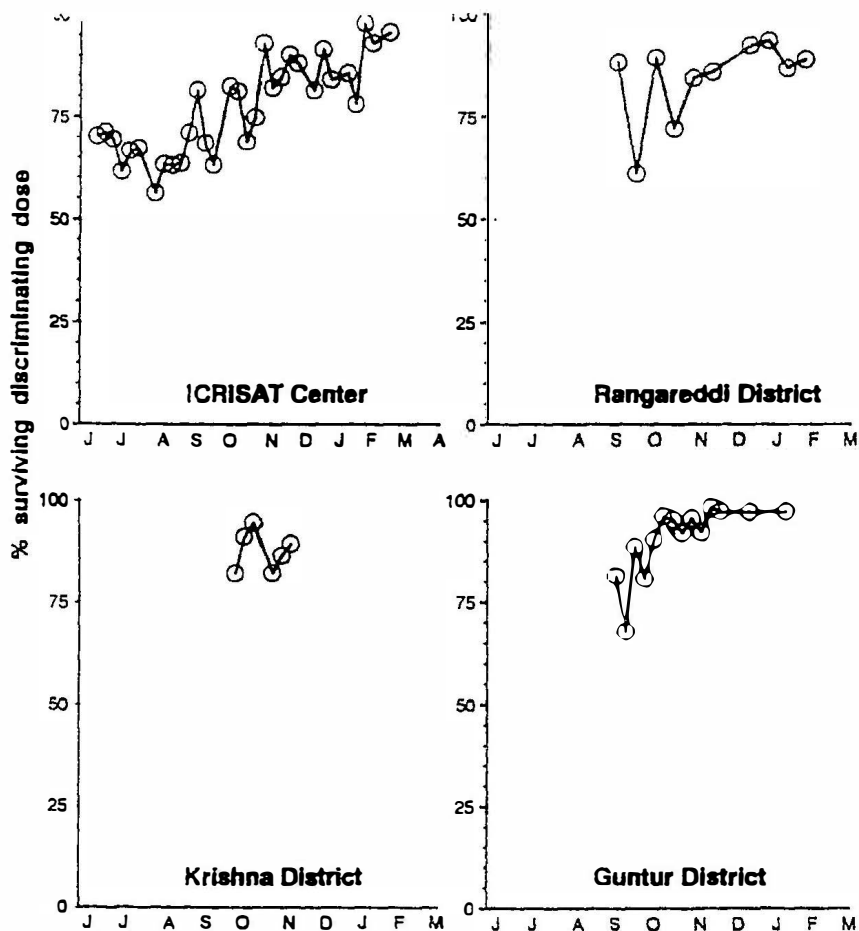 % surviving discriminating dose
75
50
25
0
J J A S O N D J F M A
ICRISAT Center
100
75
50
25
0
J J A S O N D J F M
Rangareddi District
100
75
50
25
0
J J A S O N D J F M
Krishna District
100
75
50
25
0
J J A S O N D J F M
Guntur District